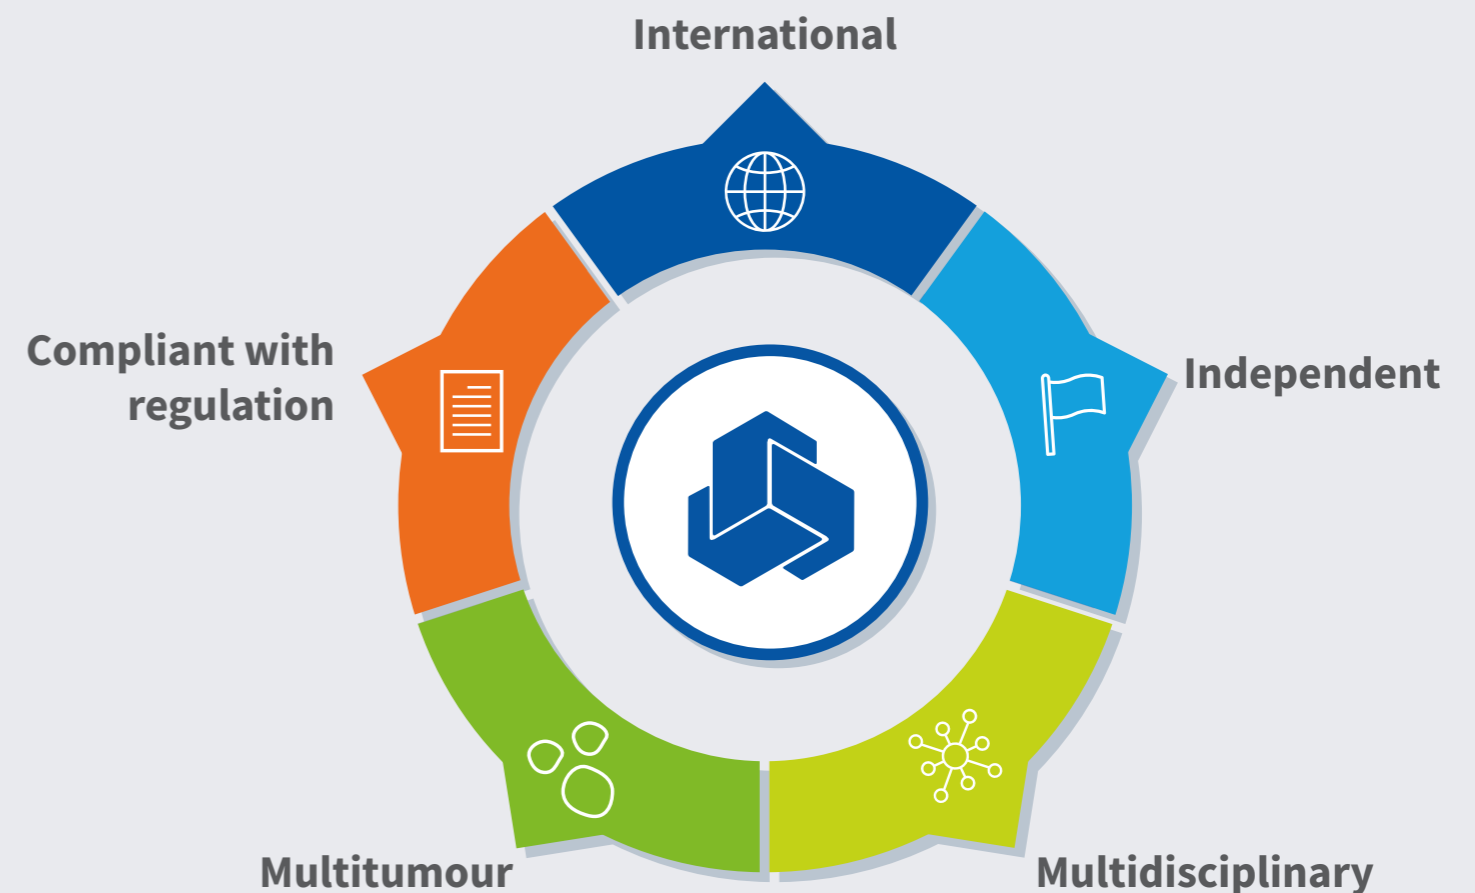 International
Compliant with
regulation
Independent
Multitumour
Multidisciplinary